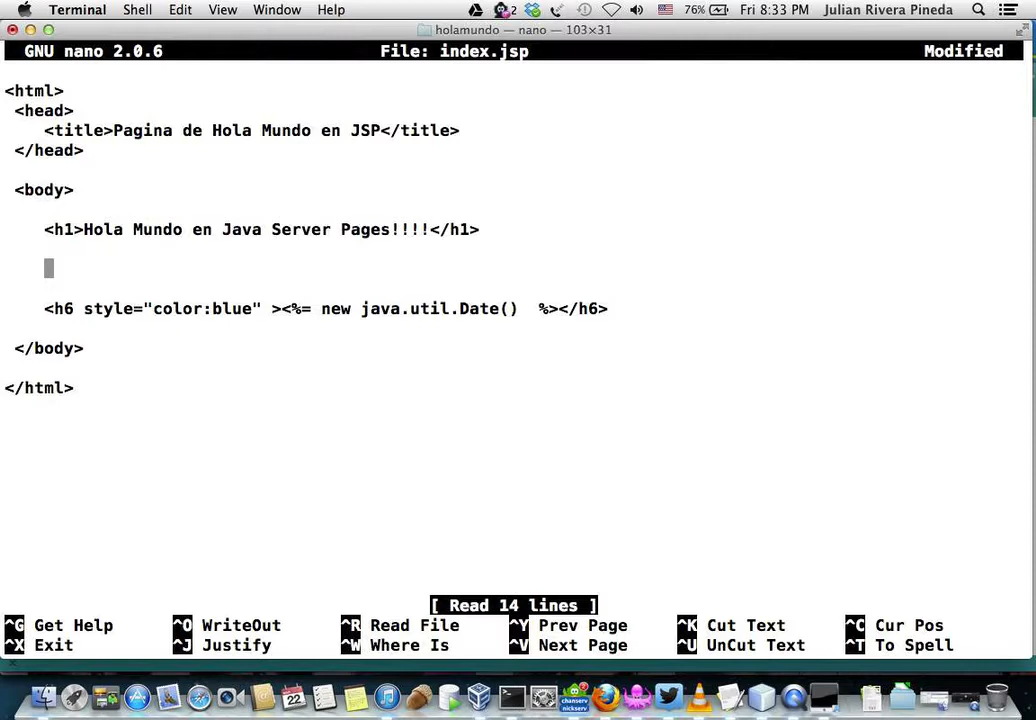 Terminal Shell Edit View Window Help 2 76% Fri 8:33 PM Julian Rivera Pineda
holamundo — nano — 103×31
GNU nano 2.0.6 File: index.jsp Modified
<html>
<head>
<title>Pagina de Hola Mundo en JSP</title>
</head>
<body>
<h1>Hola Mundo en Java Server Pages!!!!</h1>
<h6 style="color:blue" ><%= new java.util.Date()  %></h6>
</body>
</html>
[ Read 14 lines ]
^G Get Help ^O WriteOut ^R Read File ^Y Prev Page ^K Cut Text ^C Cur Pos
^X Exit ^J Justify ^W Where Is ^V Next Page ^U UnCut Text ^T To Spell
22
chanserv
nickserv